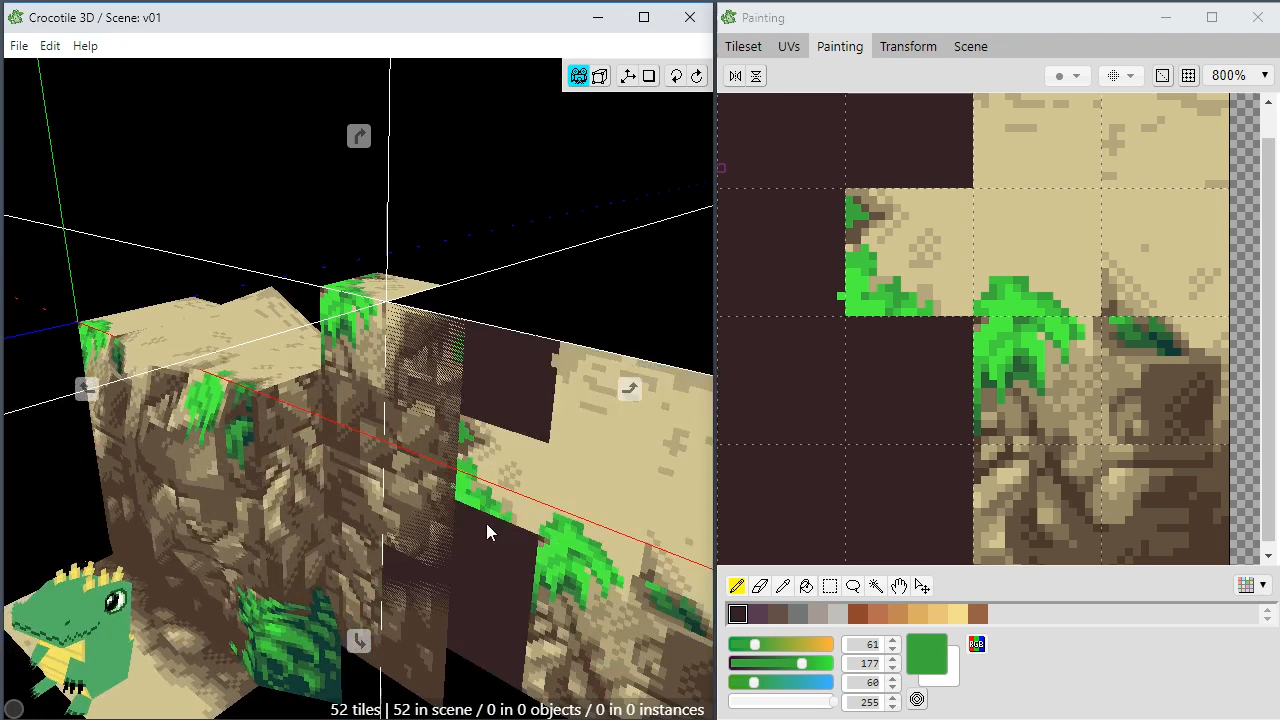 Crocotile 3D / Scene: v01
File Edit Help
52 tiles | 52 in scene / 0 in 0 objects / 0 in 0 instances
Painting
Tileset UVs Painting Transform Scene
800%
61
177
60
255
RGB